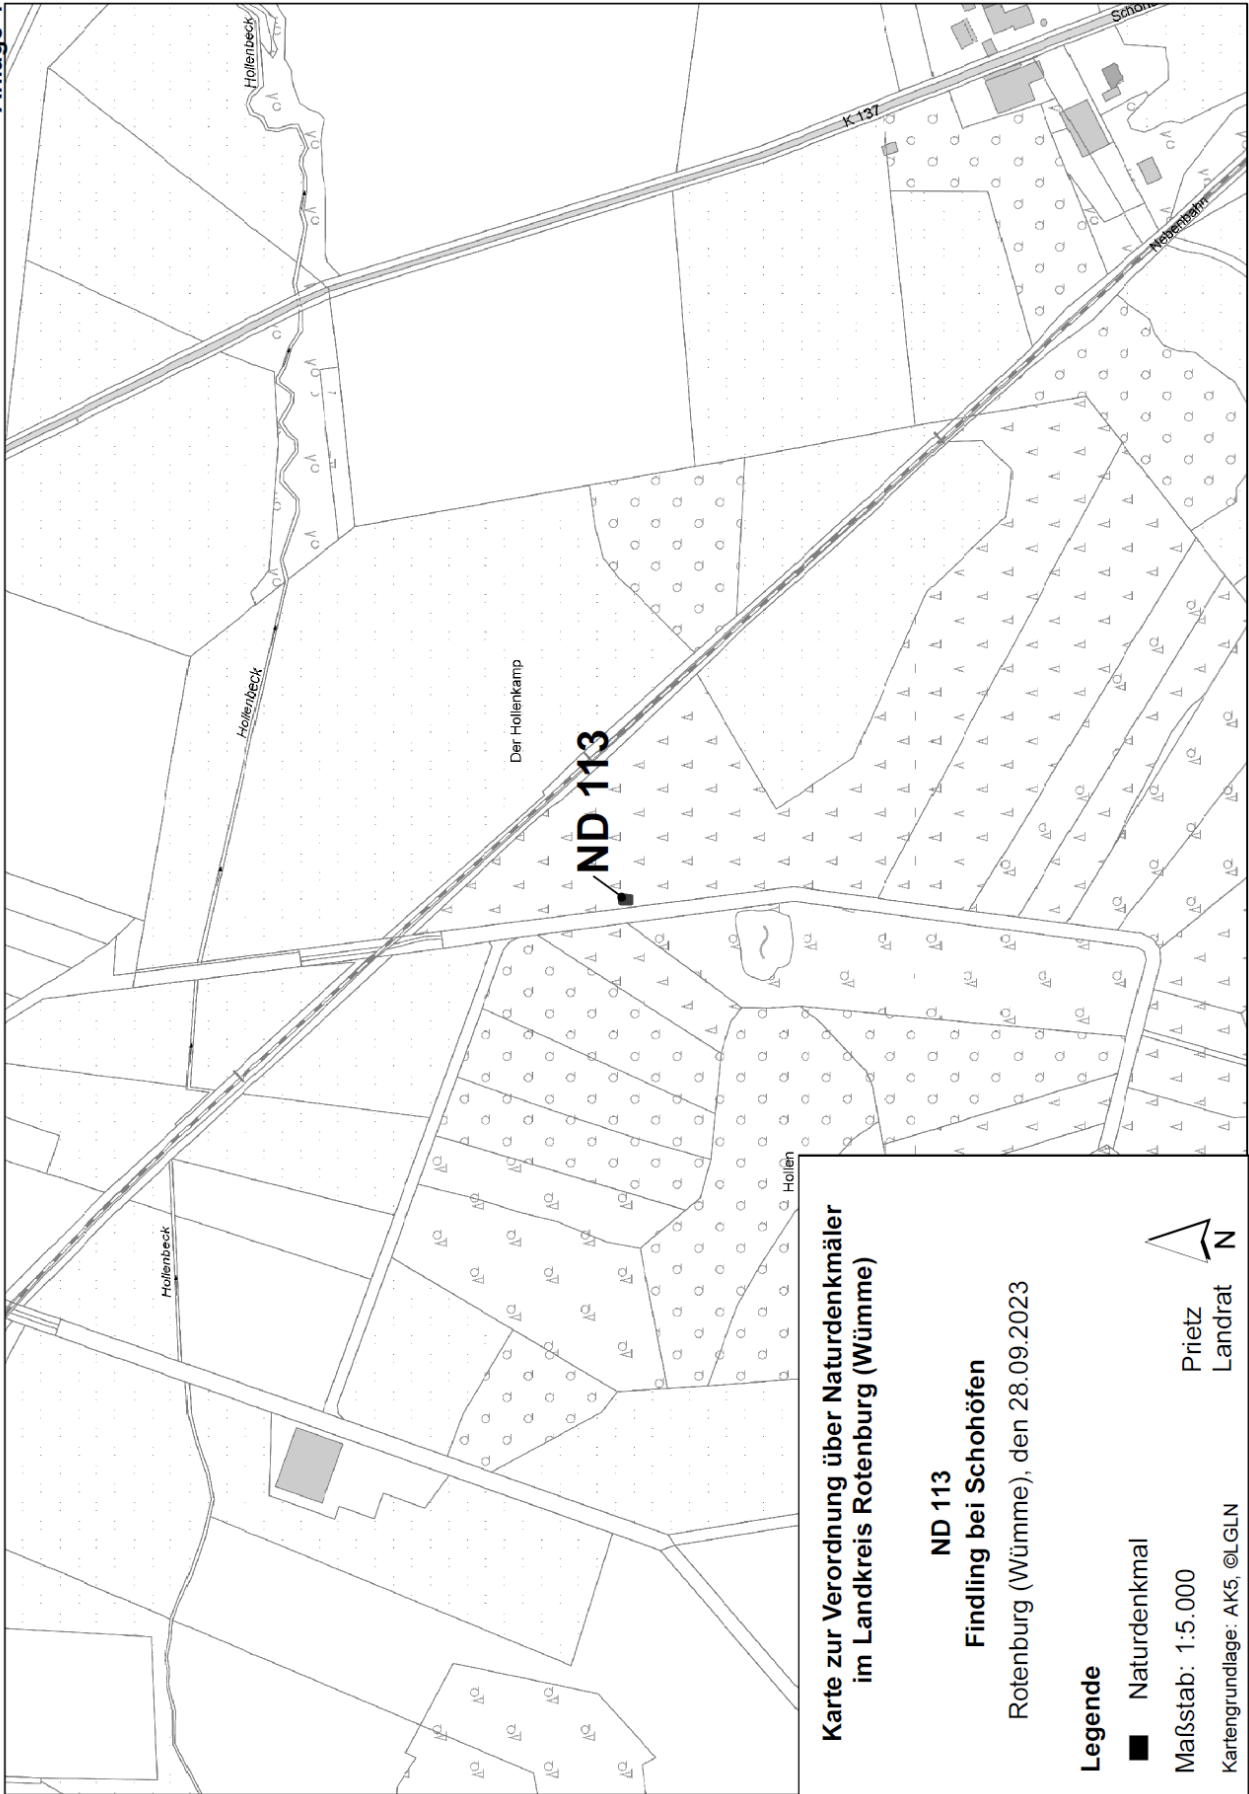 Hollenbeck
Hollenbeck
Hollenbeck
K 137
Nebenbahn
Der Hollenkamp
ND 113
Hollen
Karte zur Verordnung über Naturdenkmäler
im Landkreis Rotenburg (Wümme)
ND 113
Findling bei Schohöfen
Rotenburg (Wümme), den 28.09.2023
Legende
Naturdenkmal
Maßstab: 1:5.000
Kartengrundlage: AK5, ©LGLN
Prietz
Landrat
N